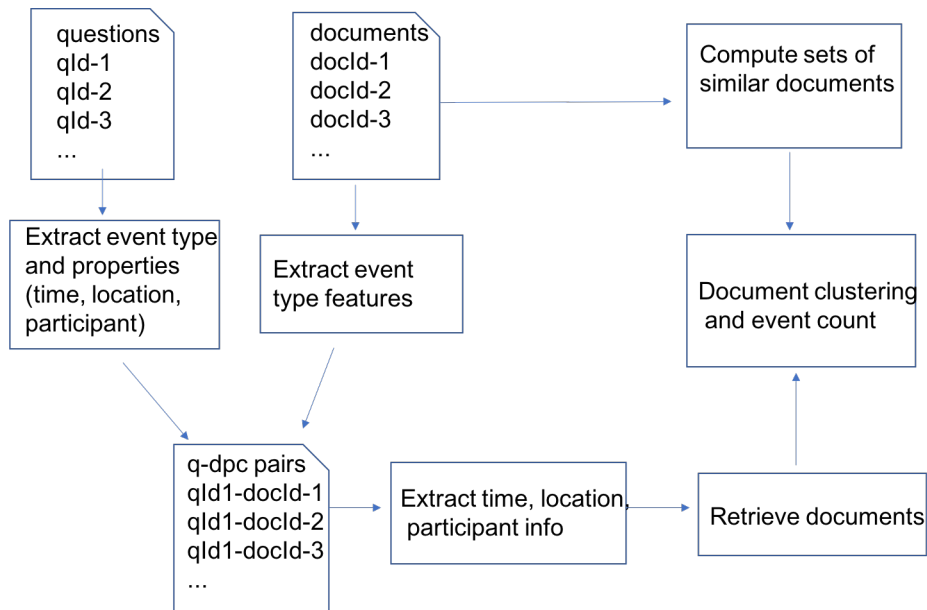 questions
qId-1
qId-2
qId-3
...
documents
docId-1
docId-2
docId-3
...
Compute sets of
similar documents
Extract event type
and properties
(time, location,
participant)
Extract event
type features
Document clustering
and event count
q-dpc pairs
qId1-docId-1
qId1-docId-2
qId1-docId-3
...
Extract time, location,
participant info
Retrieve documents